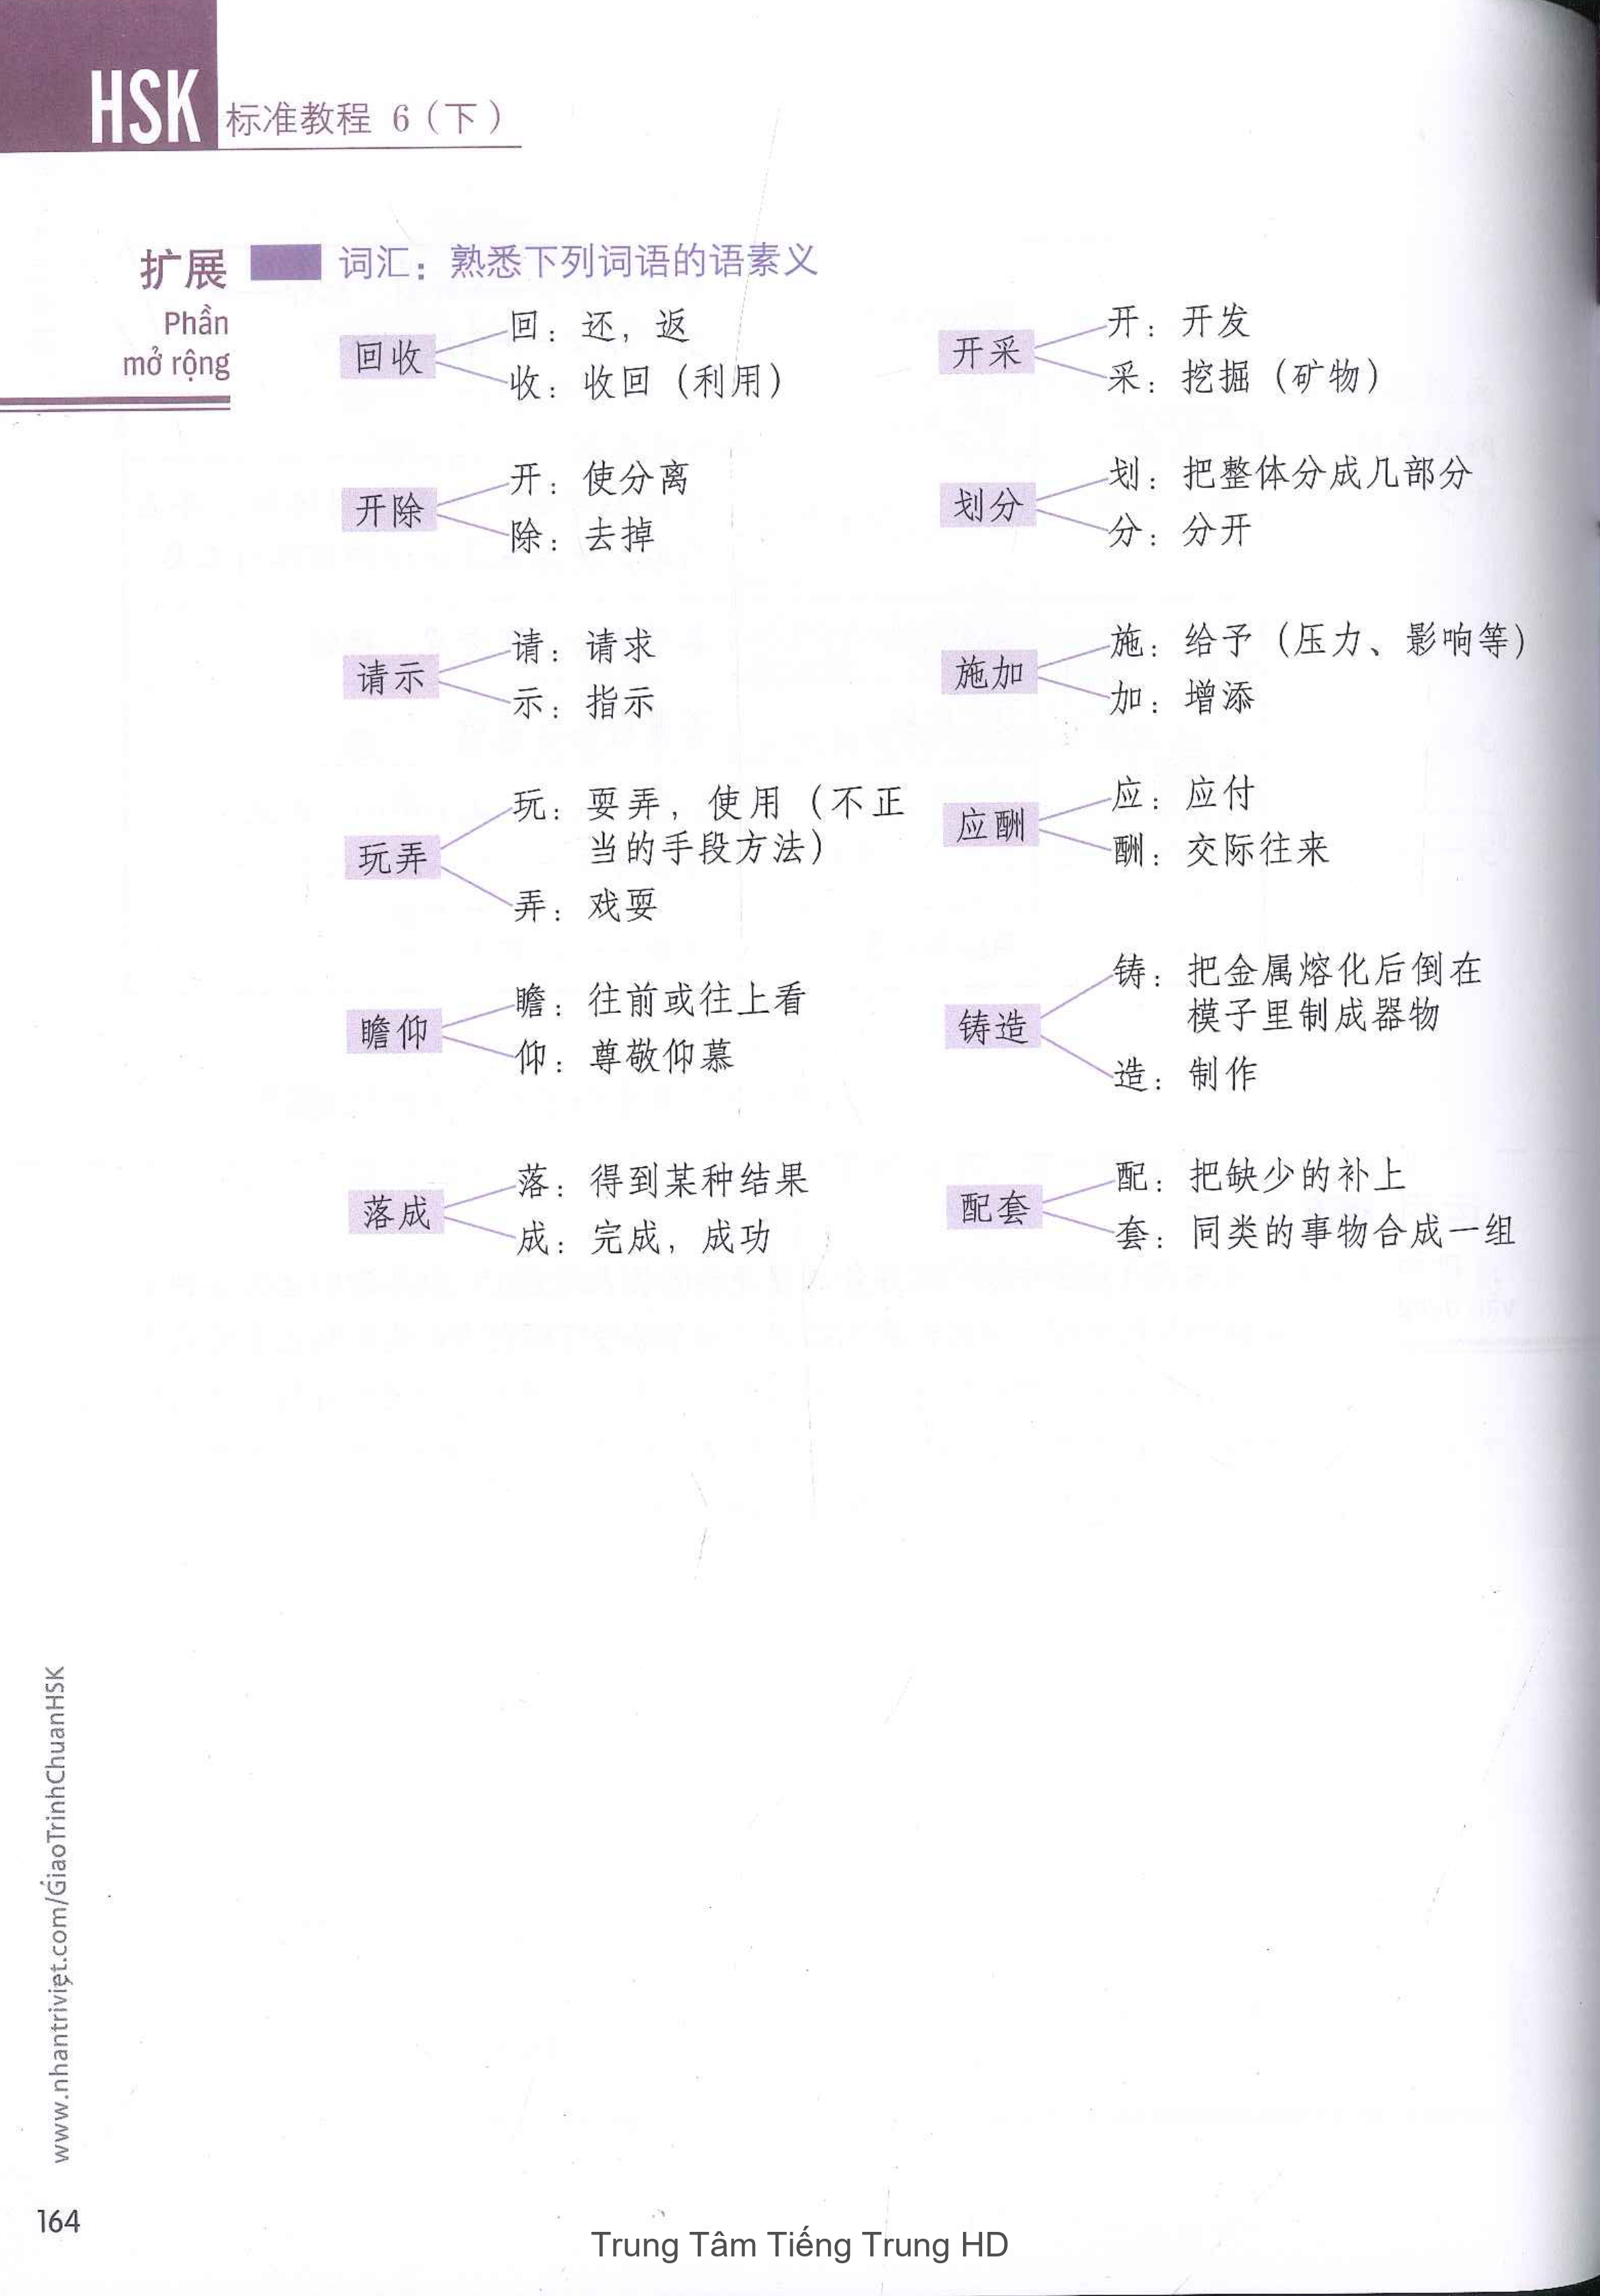 HSK 标准教程 6（下）
扩展
Phần
mở rộng
词汇：熟悉下列词语的语素义
回收
回：还，返
收：收回（利用）
开采
开：开发
采：挖掘（矿物）
开除
开：使分离
除：去掉
划分
划：把整体分成几部分
分：分开
请示
请：请求
示：指示
施加
施：给予（压力、影响等）
加：增添
玩弄
玩：耍弄，使用（不正
当的手段方法）
弄：戏耍
应酬
应：应付
酬：交际往来
瞻仰
瞻：往前或往上看
仰：尊敬仰慕
铸造
铸：把金属熔化后倒在
模子里制成器物
造：制作
落成
落：得到某种结果
成：完成，成功
配套
配：把缺少的补上
套：同类的事物合成一组
www.nhantriviet.com/GiaoTrinhChuanHSK
164
Trung Tâm Tiếng Trung HD